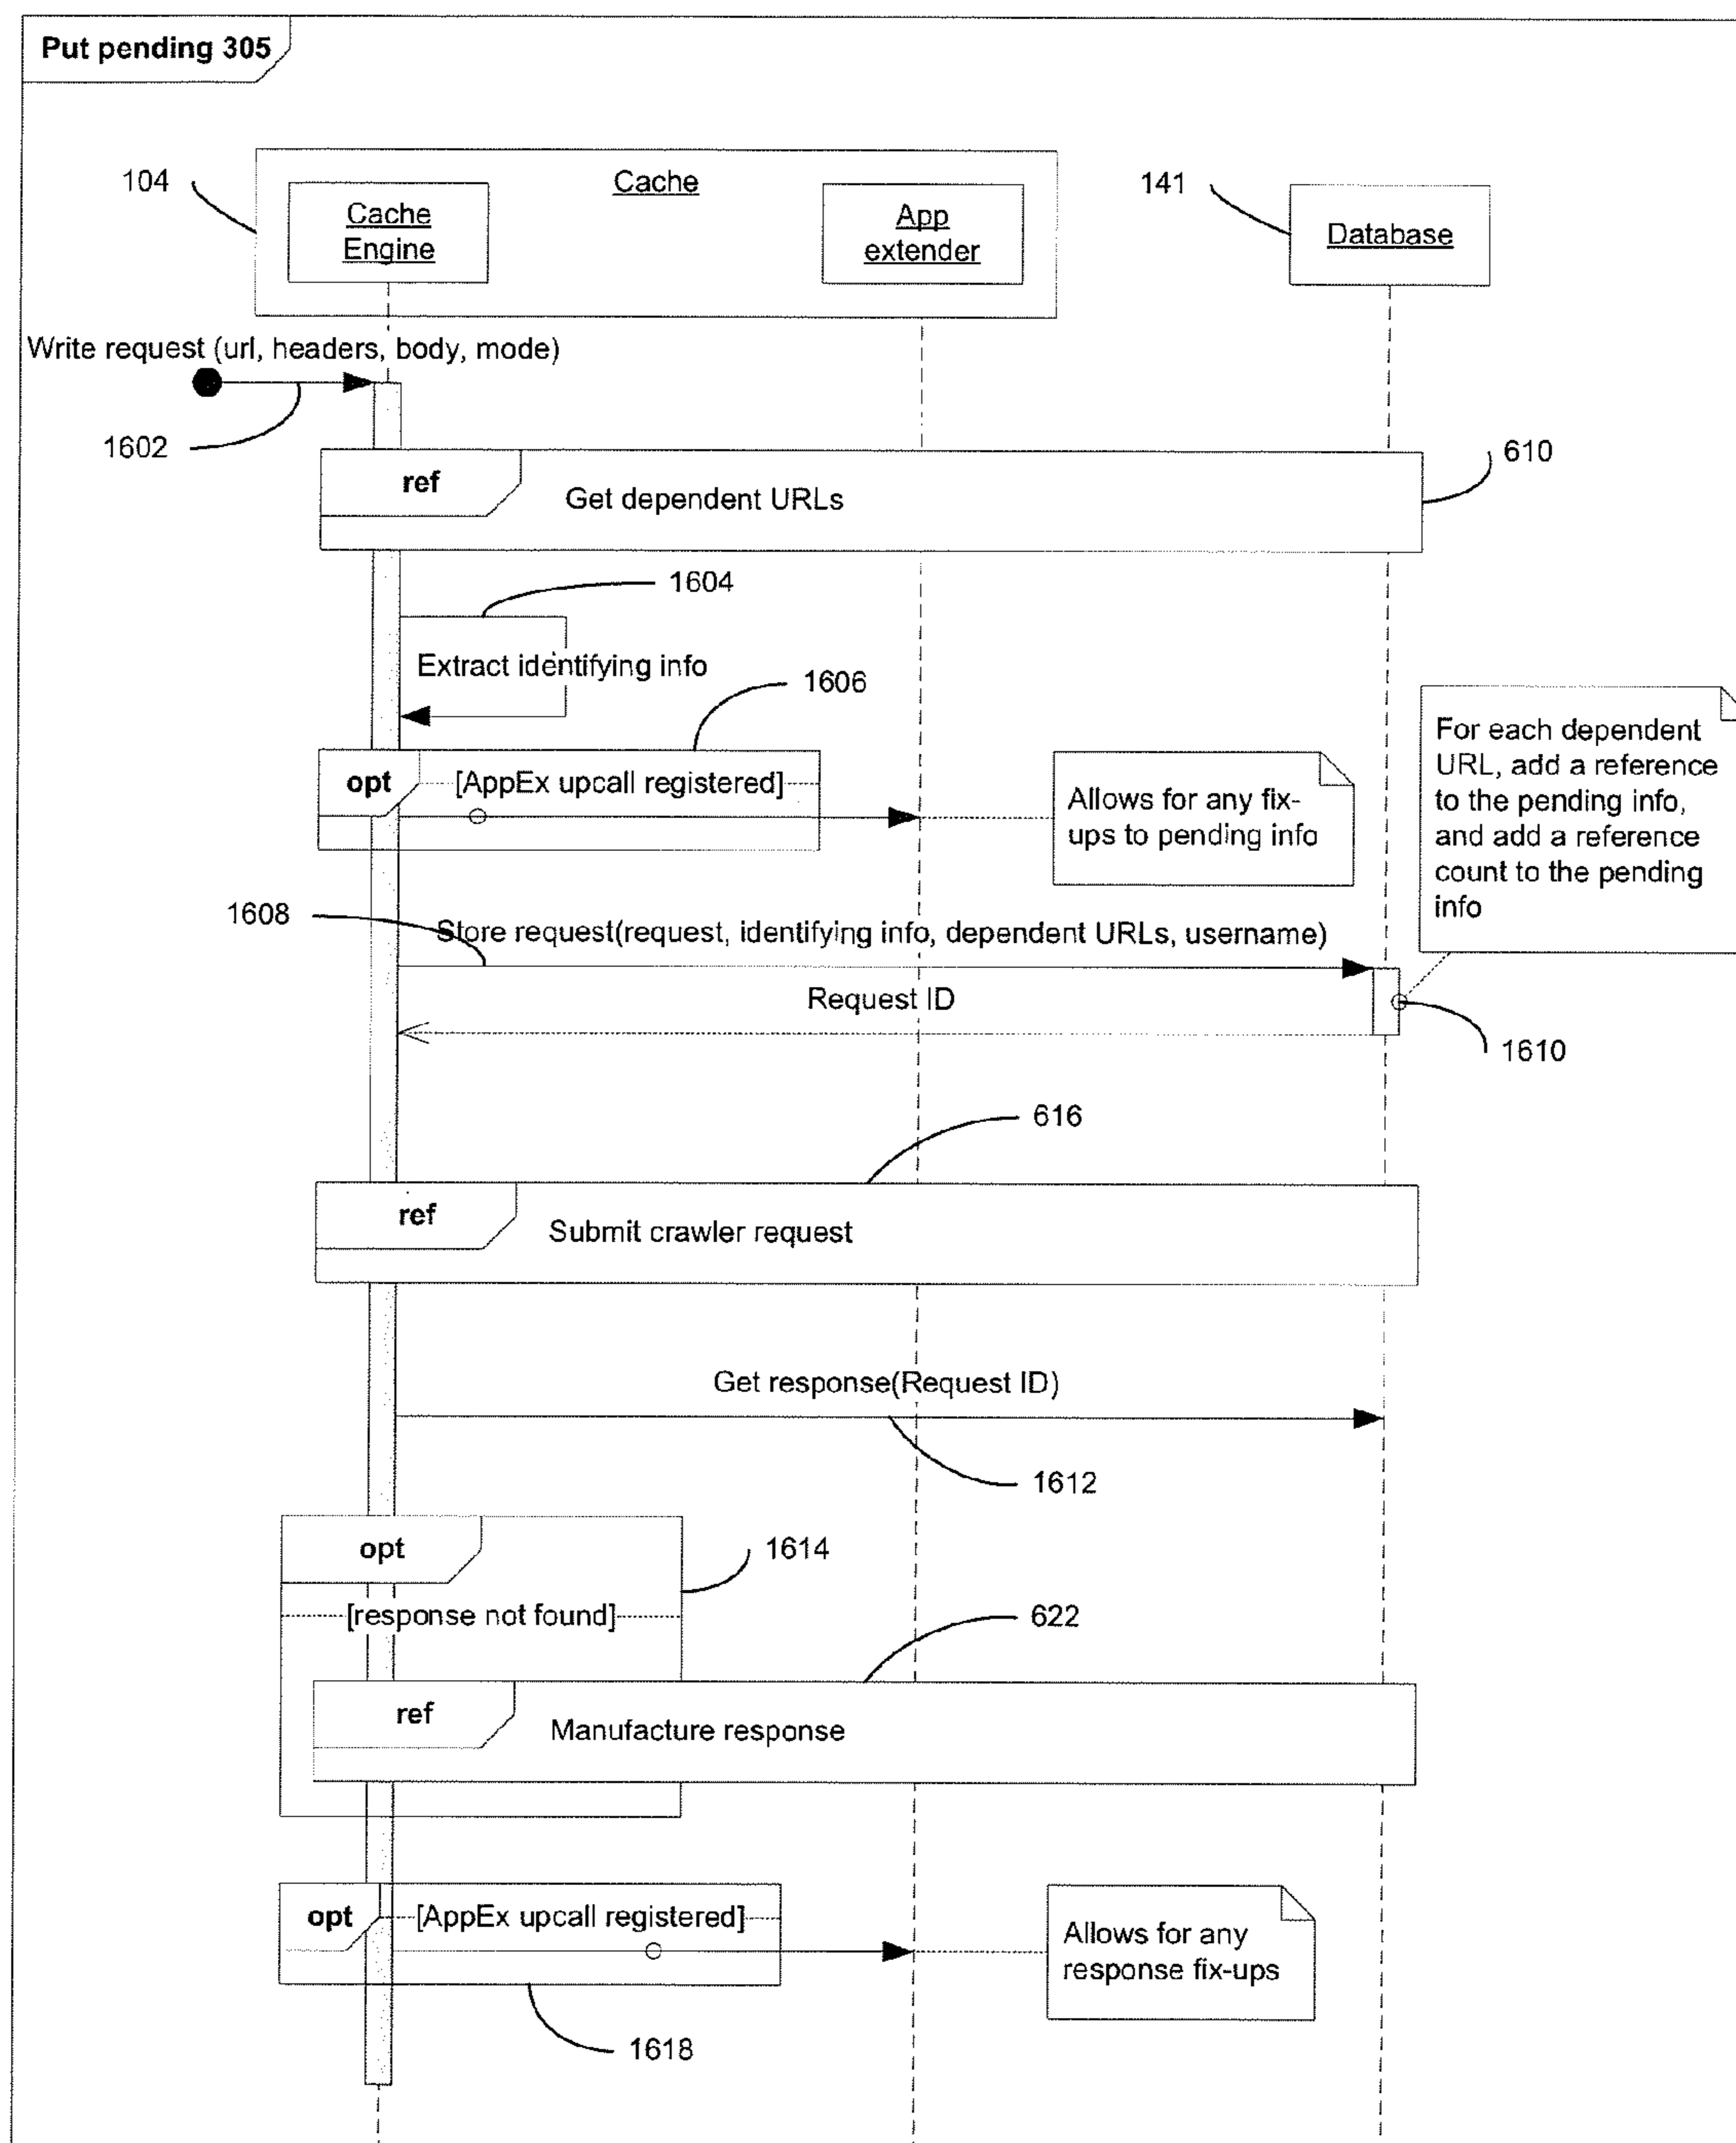 Put pending 305
104
Cache
141
Cache
Engine
App
extender
Database
Write request (url, headers, body, mode)
1602
610
ref
Get dependent URLs
1604
Extract identifying info
1606
opt
[AppEx upcall registered]
Allows for any fix-
ups to pending info
For each dependent
URL, add a reference
to the pending info,
and add a reference
count to the pending
info
1608
Store request(request, identifying info, dependent URLs, username)
Request ID
1610
616
ref
Submit crawler request
Get response(Request ID)
1612
opt
1614
[response not found]
622
ref
Manufacture response
opt
[AppEx upcall registered]
Allows for any
response fix-ups
1618